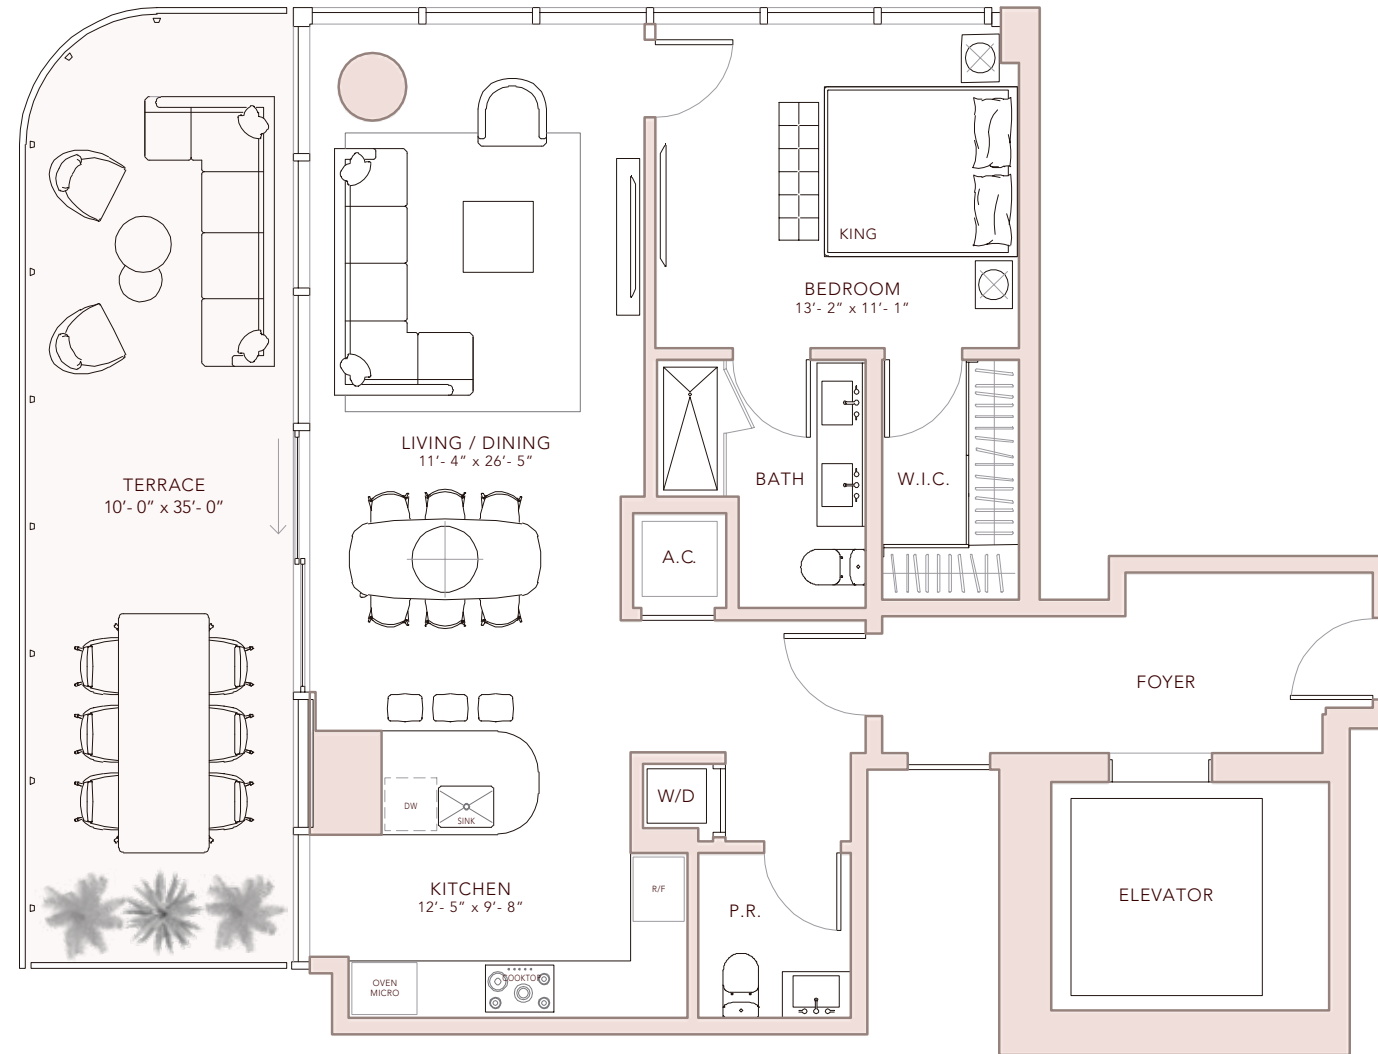 KING
BEDROOM
13'- 2" x 11'- 1"
LIVING / DINING
11'- 4" x 26'- 5"
TERRACE
10'- 0" x 35'- 0"
BATH
W.I.C.
A.C.
FOYER
W/D
DW
SINK
KITCHEN
12'- 5" x 9'- 8"
R/F
P.R.
ELEVATOR
OVEN
MICRO
COOKTOP